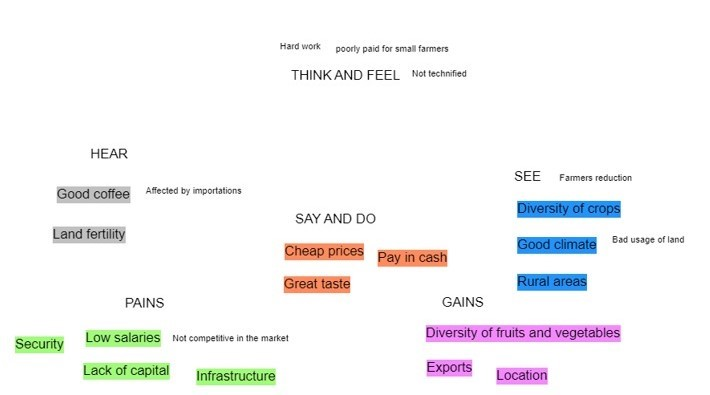 Hard work
poorly paid for small farmers
THINK AND FEEL
Not technified
HEAR
Good coffee
Affected by importations
Land fertility
SEE
Farmers reduction
Diversity of crops
Good climate
Bad usage of land
Rural areas
SAY AND DO
Cheap prices
Pay in cash
Great taste
PAINS
Security
Low salaries
Not competitive in the market
Lack of capital
Infrastructure
GAINS
Diversity of fruits and vegetables
Exports
Location